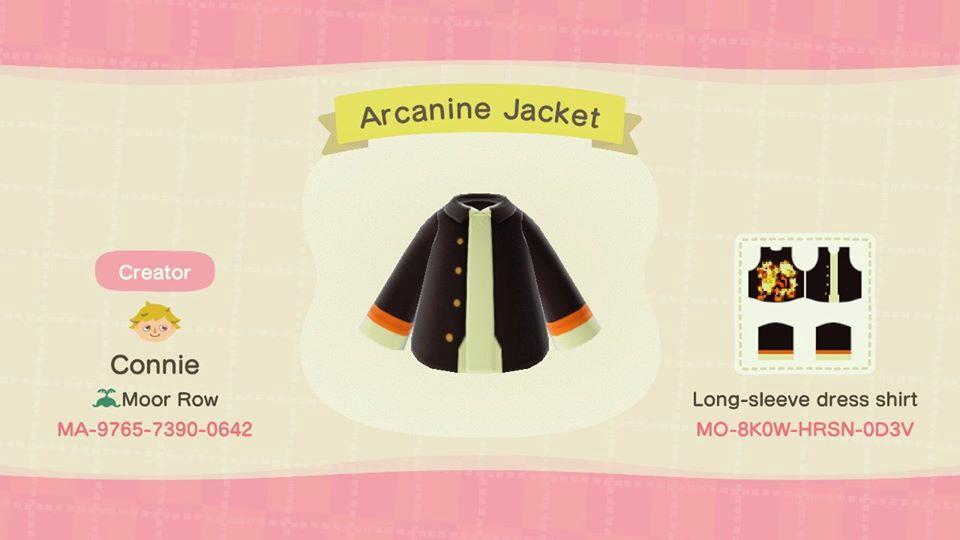 Arcanine Jacket
Creator
Connie
Moor Row
MA-9765-7390-0642
Long-sleeve dress shirt
MO-8K0W-HRSN-0D3V